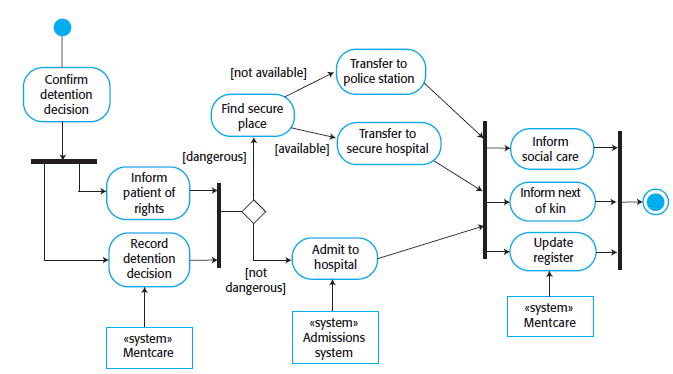 Confirm
detention
decision
Inform
patient of
rights
Record
detention
decision
«system»
Mentcare
[dangerous]
[not
dangerous]
Find secure
place
[not available]
[available]
Transfer to
police station
Transfer to
secure hospital
Admit to
hospital
«system»
Admissions
system
Inform
social care
Inform next
of kin
Update
register
«system»
Mentcare